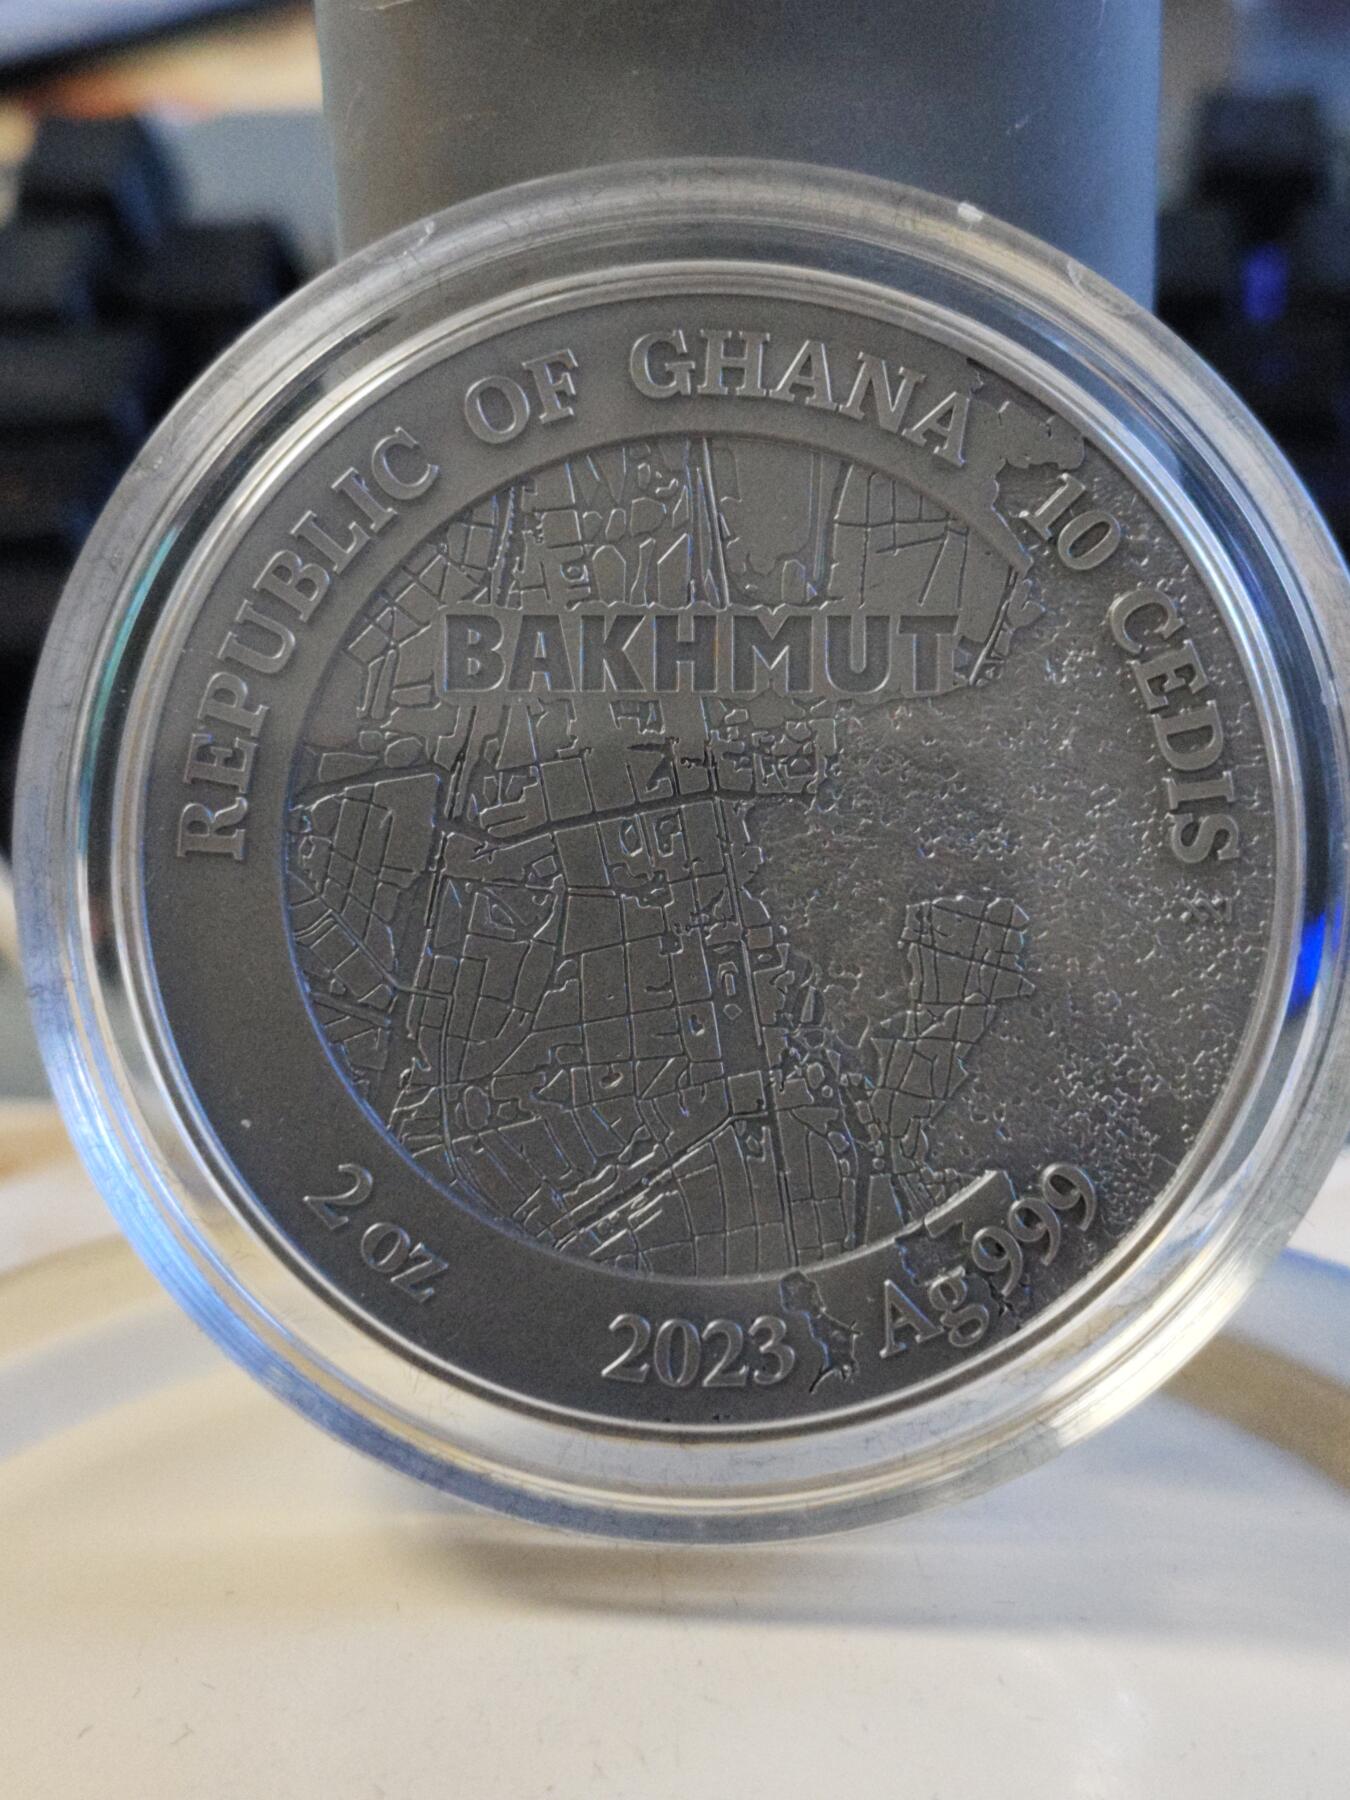 REPUBLIC OF GHANA 10 CEDIS
BAKHMUT
2 OZ 2023 Ag999